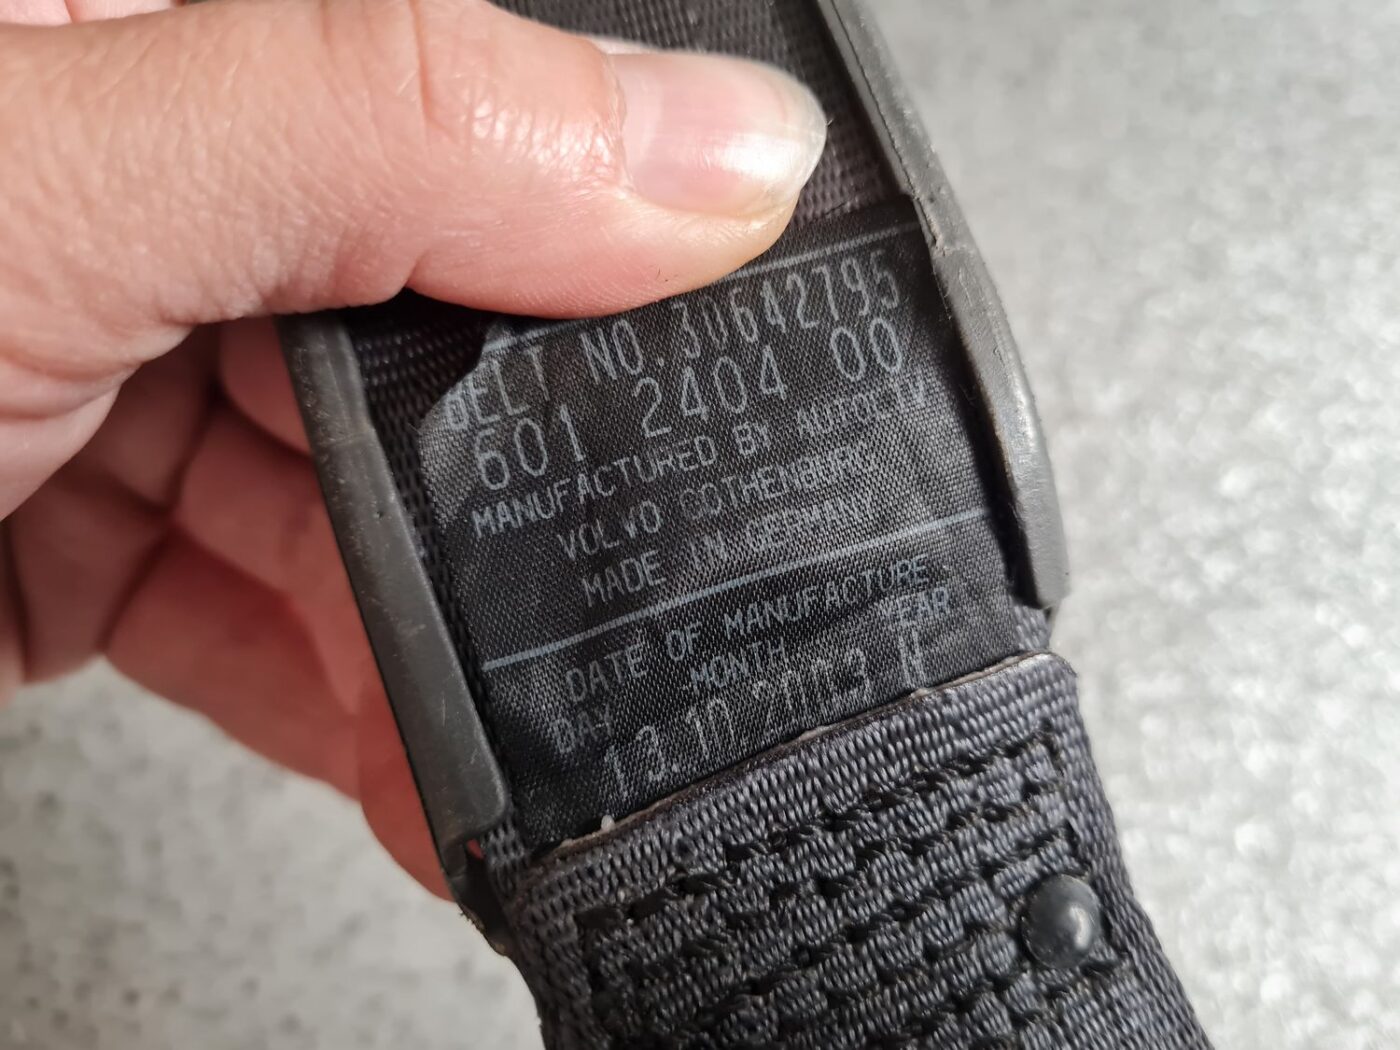 BELT NO. 30642795
601 2404 00
MANUFACTURED BY AUTOLIV
VOLVO GOTHENBURG
MADE IN GERMANY
DATE OF MANUFACTURE
DAY MONTH YEAR
13.10.2003 N